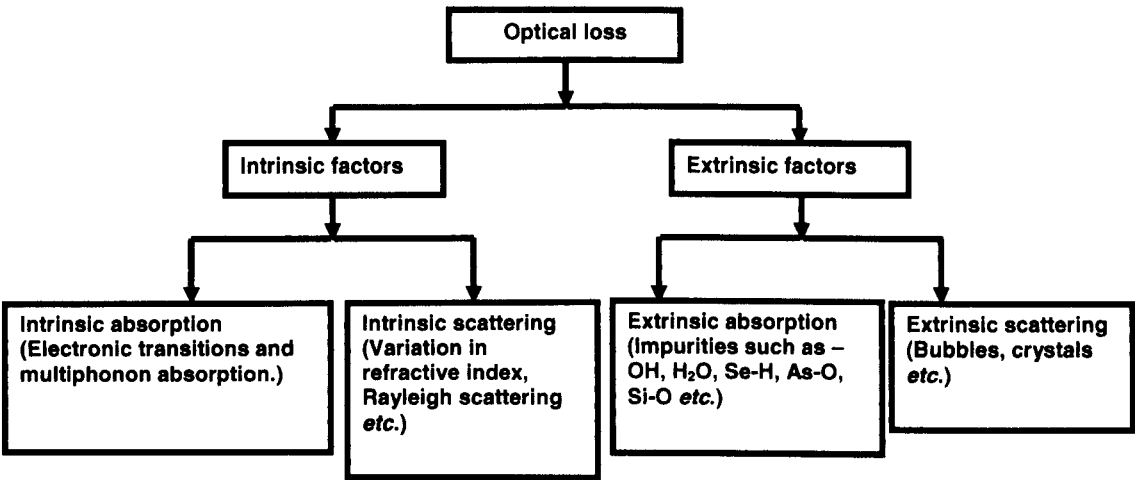 Optical loss
Intrinsic factors
Extrinsic factors
Intrinsic absorption
(Electronic transitions and
multiphonon absorption.)
Intrinsic scattering
(Variation in
refractive index,
Rayleigh scattering
etc.)
Extrinsic absorption
(Impurities such as –
OH, H₂O, Se-H, As-O,
Si-O etc.)
Extrinsic scattering
(Bubbles, crystals
etc.)